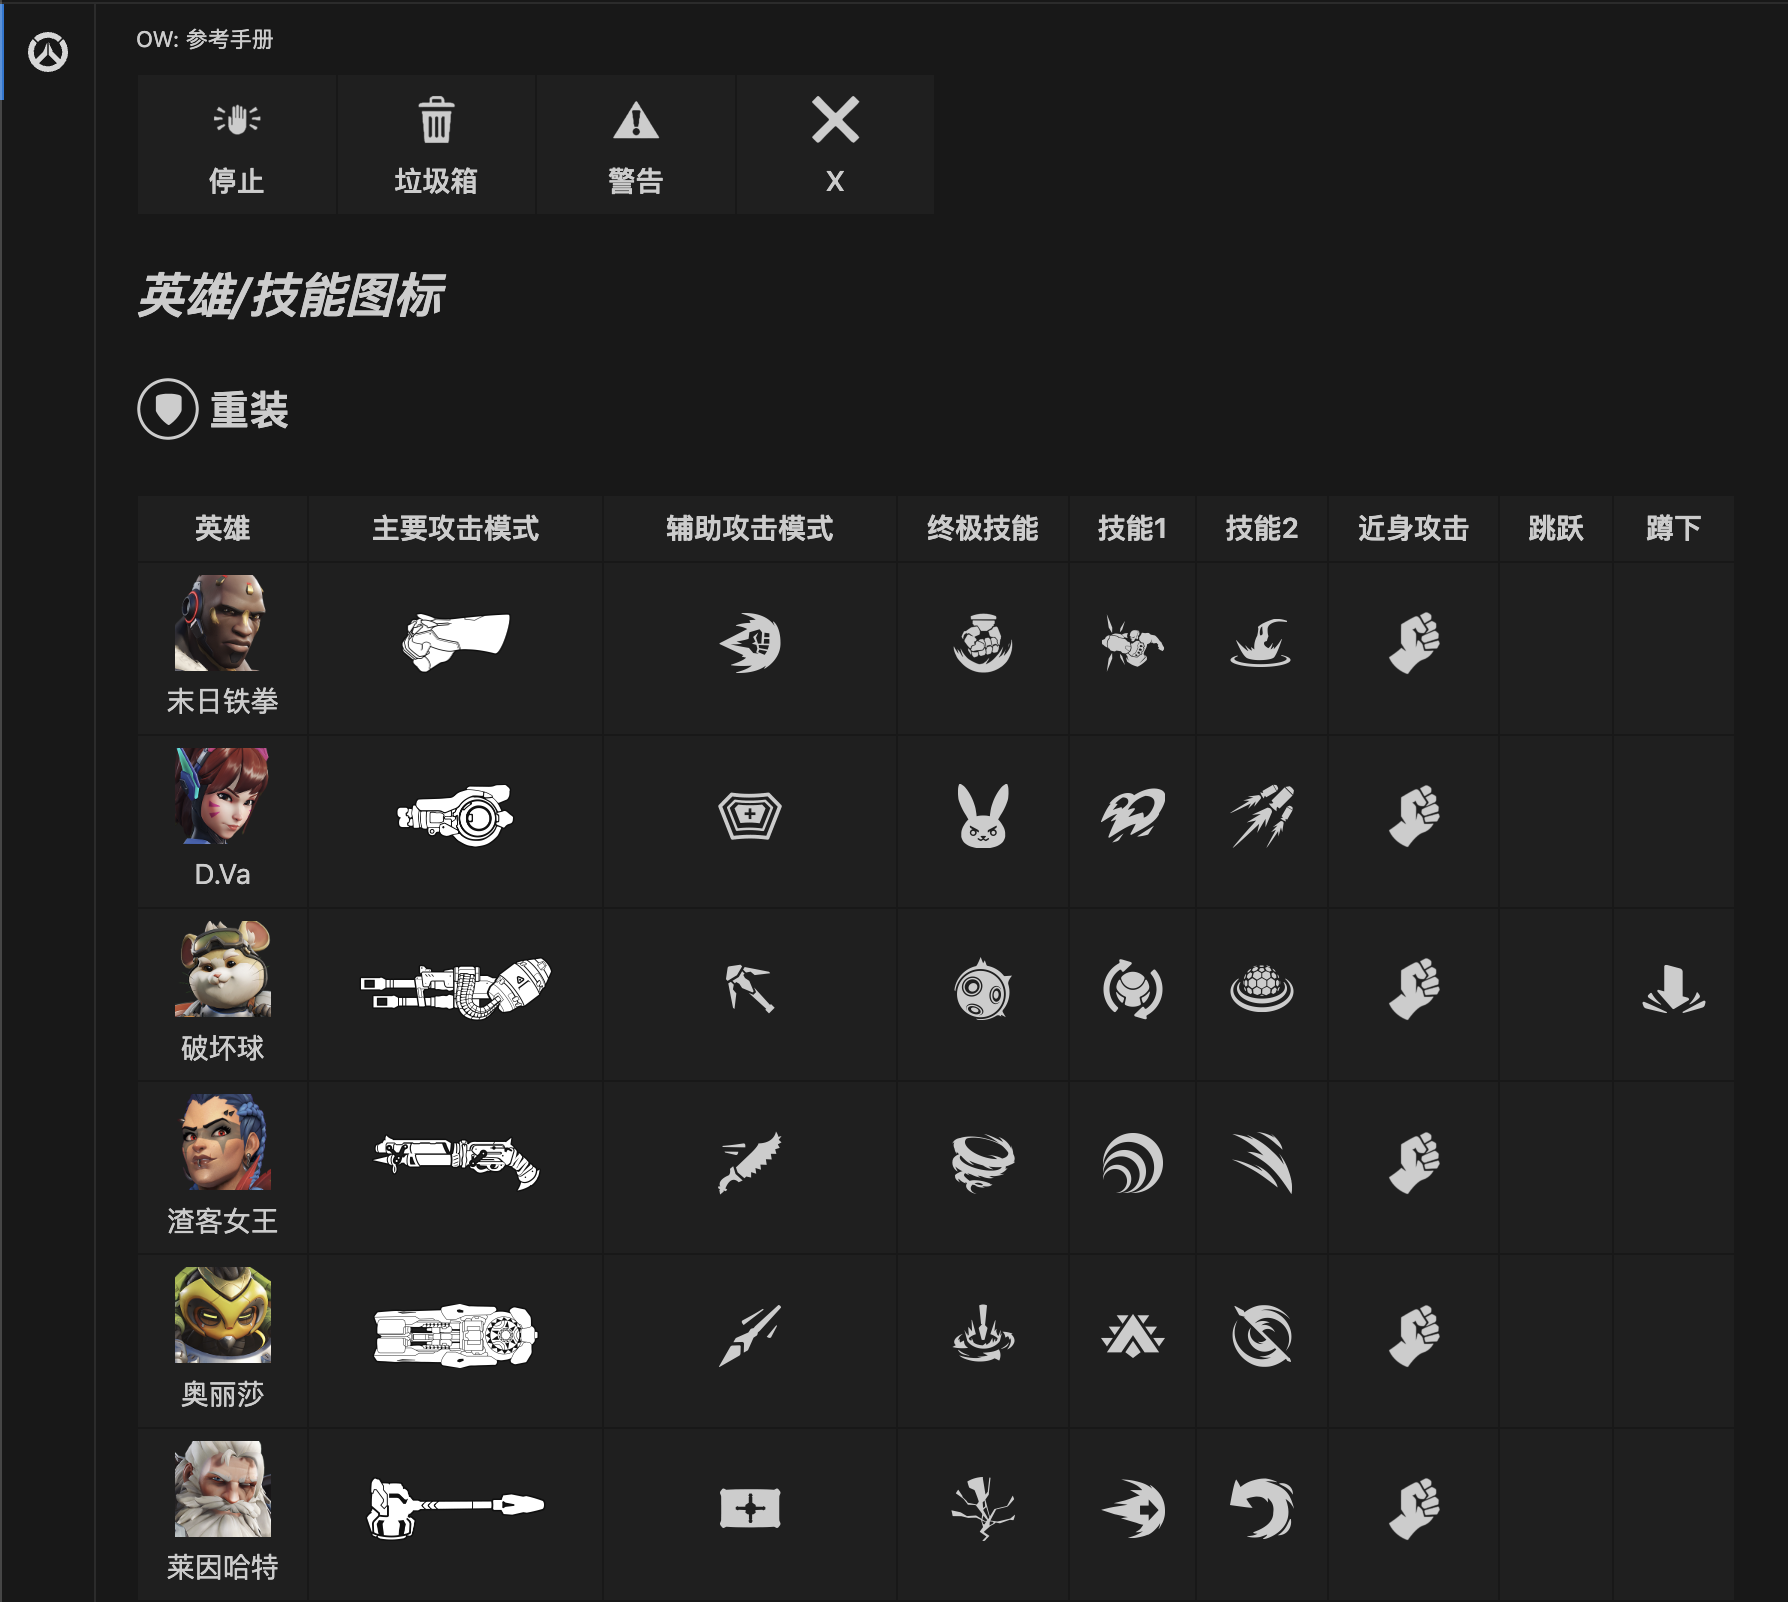 OW: 参考手册
停止 垃圾箱 警告 X
英雄/技能图标
重装
英雄 主要攻击模式 辅助攻击模式 终极技能 技能1 技能2 近身攻击 跳跃 蹲下
末日铁拳
D.Va
破坏球
渣客女王
奥丽莎
莱因哈特